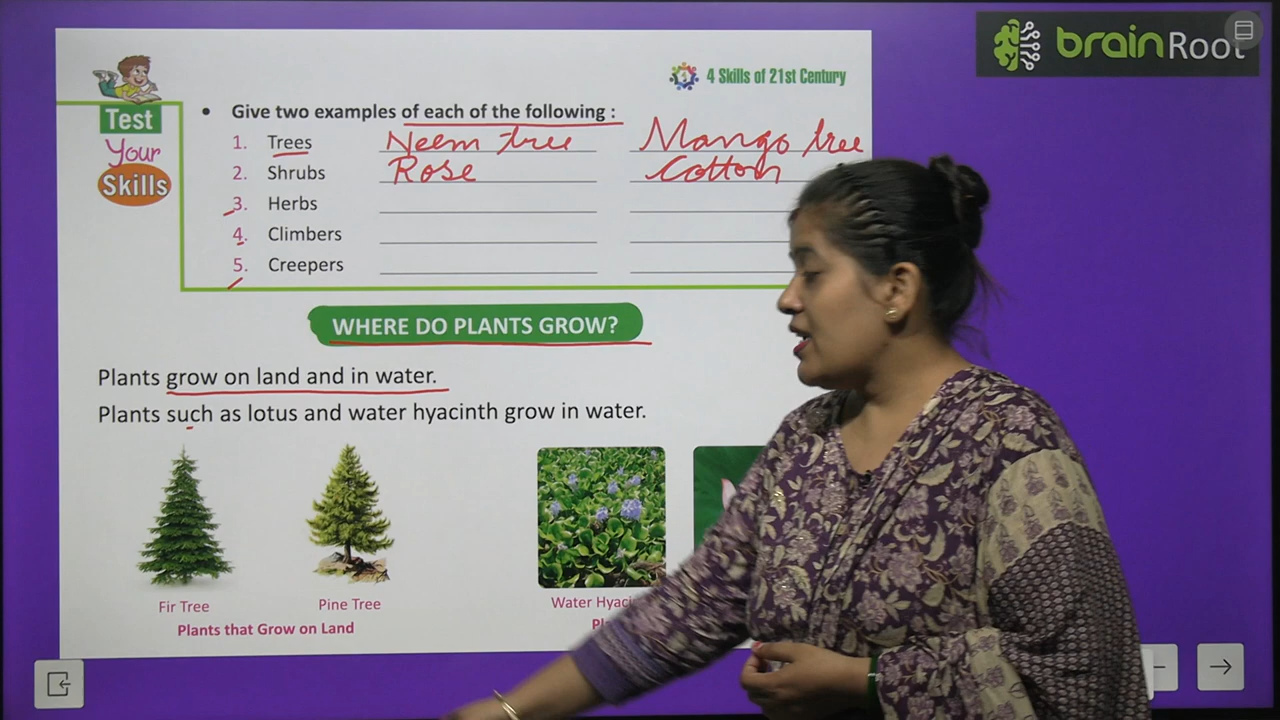 brainRoot
4 Skills of 21st Century
Test
Your
Skills
• Give two examples of each of the following :
1. Trees Neem tree Mango tree
2. Shrubs Rose Cotton
3. Herbs
4. Climbers
5. Creepers
WHERE DO PLANTS GROW?
Plants grow on land and in water.
Plants such as lotus and water hyacinth grow in water.
Fir Tree Pine Tree Water
Plants that Grow on Land